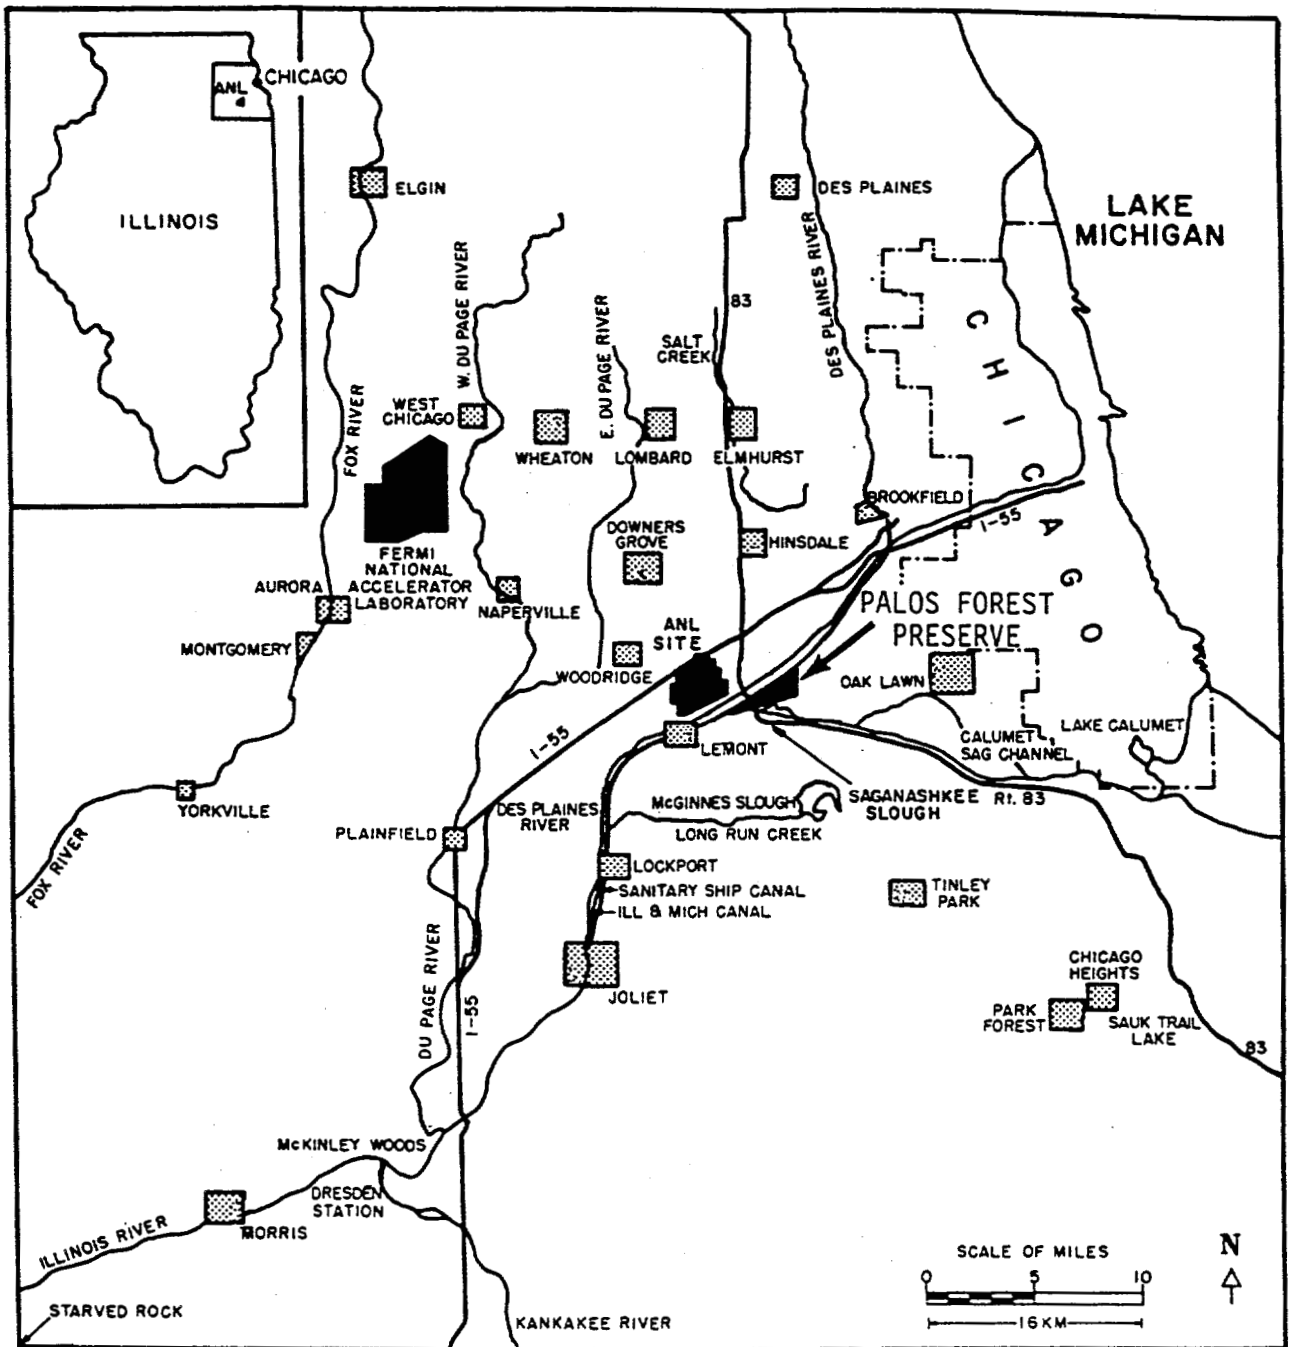 CHICAGO
ANL
ILLINOIS
ELGIN
DES PLAINES
LAKE
MICHIGAN
W. DU PAGE RIVER
DES PLAINES RIVER
83
E. DU PAGE RIVER
SALT
CREEK
CHICAGO
FOX RIVER
WEST
CHICAGO
WHEATON
LOMBARD
ELMHURST
BROOKFIELD
I-55
DOWNERS
GROVE
HINSDALE
FERMI
NATIONAL
ACCELERATOR
LABORATORY
AURORA
NAPERVILLE
PALOS FOREST
PRESERVE
ANL
SITE
MONTGOMERY
WOODRIDGE
OAK LAWN
I-55
LEMONT
CALUMET
SAG CHANNEL
LAKE CALUMET
YORKVILLE
DES PLAINES
RIVER
McGINNES SLOUGH
SAGANASHKEE
SLOUGH
Rt. 83
PLAINFIELD
LONG RUN CREEK
FOX RIVER
LOCKPORT
SANITARY SHIP CANAL
ILL & MICH CANAL
TINLEY
PARK
DU PAGE RIVER
JOLIET
I-55
CHICAGO
HEIGHTS
PARK
FOREST
SAUK TRAIL
LAKE
83
McKINLEY WOODS
DRESDEN
STATION
MORRIS
ILLINOIS RIVER
STARVED ROCK
KANKAKEE RIVER
SCALE OF MILES
0 5 10
16KM
N